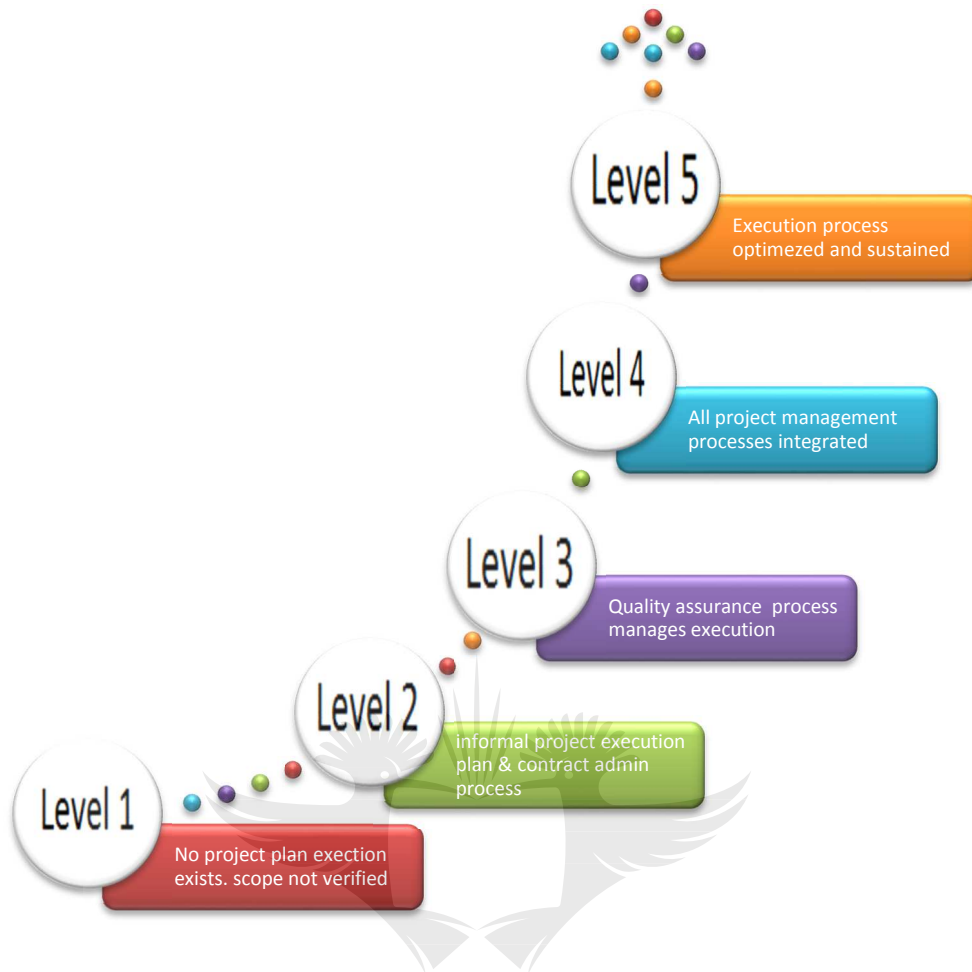 Level 5
Execution process
optimezed and sustained
Level 4
All project management
processes integrated
Level 3
Quality assurance  process
manages execution
Level 2
informal project execution
plan & contract admin
process
Level 1
No project plan exection
exists. scope not verified